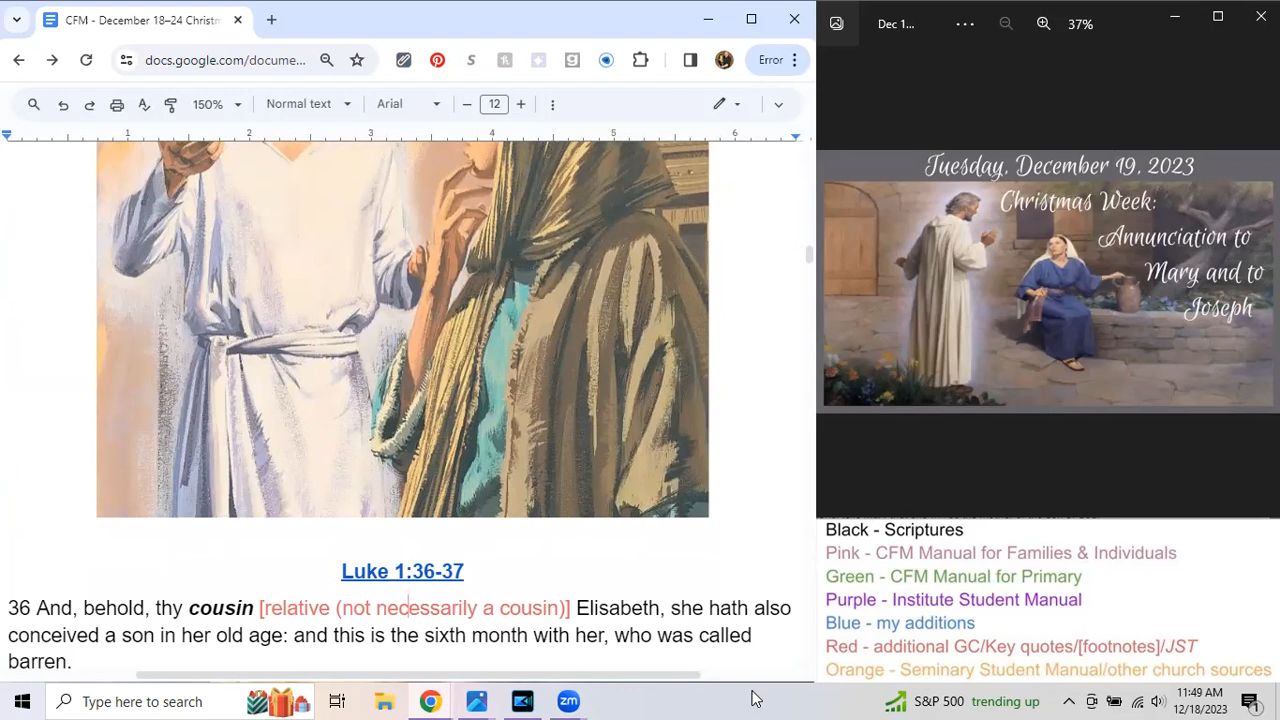 CFM - December 18–24 Christm
docs.google.com/docume...
Error
150%
Normal text
Arial
12
1
2
3
4
5
6
Luke 1:36-37
36 And, behold, thy cousin [relative (not necessarily a cousin)] Elisabeth, she hath also
conceived a son in her old age: and this is the sixth month with her, who was called
barren.
Dec 1...
37%
Tuesday, December 19, 2023
Christmas Week:
Annunciation to
Mary and to
Joseph
Black - Scriptures
Pink - CFM Manual for Families & Individuals
Green - CFM Manual for Primary
Purple - Institute Student Manual
Blue - my additions
Red - additional GC/Key quotes/[footnotes]/JST
Orange - Seminary Student Manual/other church sources
Type here to search
S&P 500 trending up
11:49 AM
12/18/2023